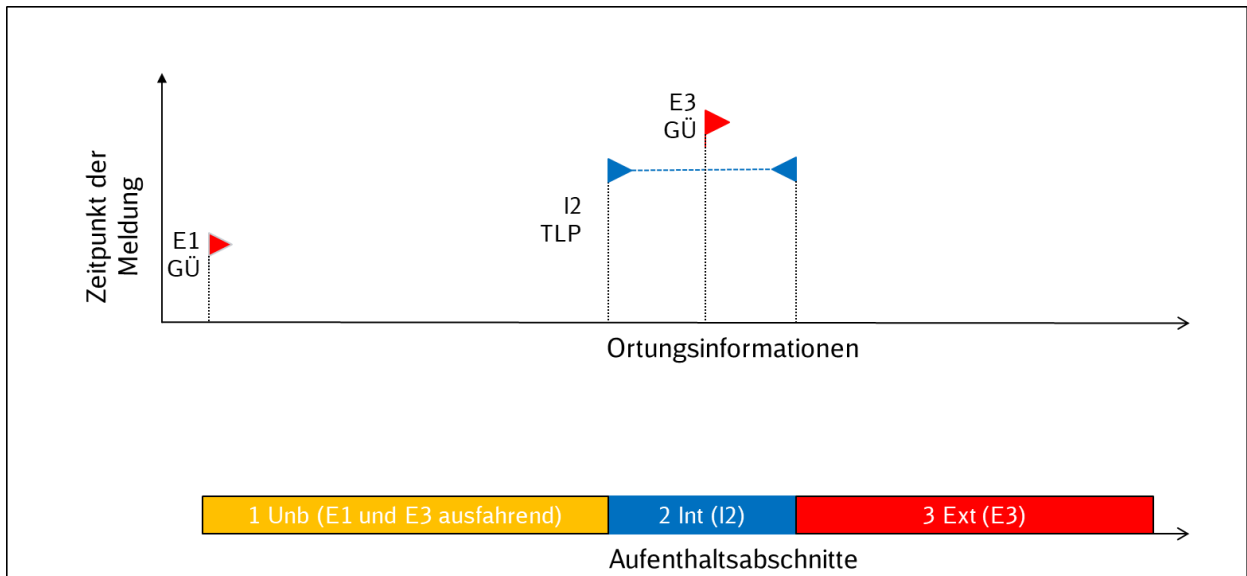 Zeitpunkt der
Meldung
E1
GÜ
I2
TLP
E3
GÜ
Ortungsinformationen
1 Unb (E1 und E3 ausfahrend)
2 Int (I2)
3 Ext (E3)
Aufenthaltsabschnitte